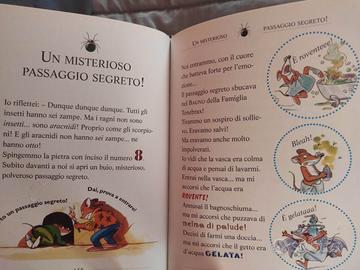 UN MISTERIOSO
PASSAGGIO SEGRETO!
Io riflettei: – Dunque dunque dunque. Tutti gli
insetti hanno sei zampe. Ma i ragni non sono
insetti... sono aracnidi! Proprio come gli scorpio-
ni! E gli aracnidi non hanno sei zampe... ne
hanno otto!
Spingemmo la pietra con inciso il numero 8.
Subito davanti a noi si aprì un buio, misterioso,
polveroso passaggio segreto.
un passaggio segreto!
Dai, prova a entrare!
UN MISTERIOSO
PASSAGGIO SEGRETO!
Noi entrammo, con il cuore
che batteva forte per l'emo-
zione...
E il passaggio segreto sbucava
nel BAGNO della Famiglia
Tenebrax!
Tirammo un sospiro di sollie-
vo, Eravamo salvi!
Ma eravamo anche molto
impolverati.
Io vidi che la vasca era colma
di acqua e pensai di lavarmi.
Entrai nella vasca... ma mi
accorsi che l'acqua era
ROVENTE!
Annusai il bagnoschiuma...
ma mi accorsi che puzzava di
melma di palude!
Decisi di farmi una doccia...
ma mi accorsi che il getto era
di acqua GELATA!
È rovente!
Bleah!
È gelataaa!